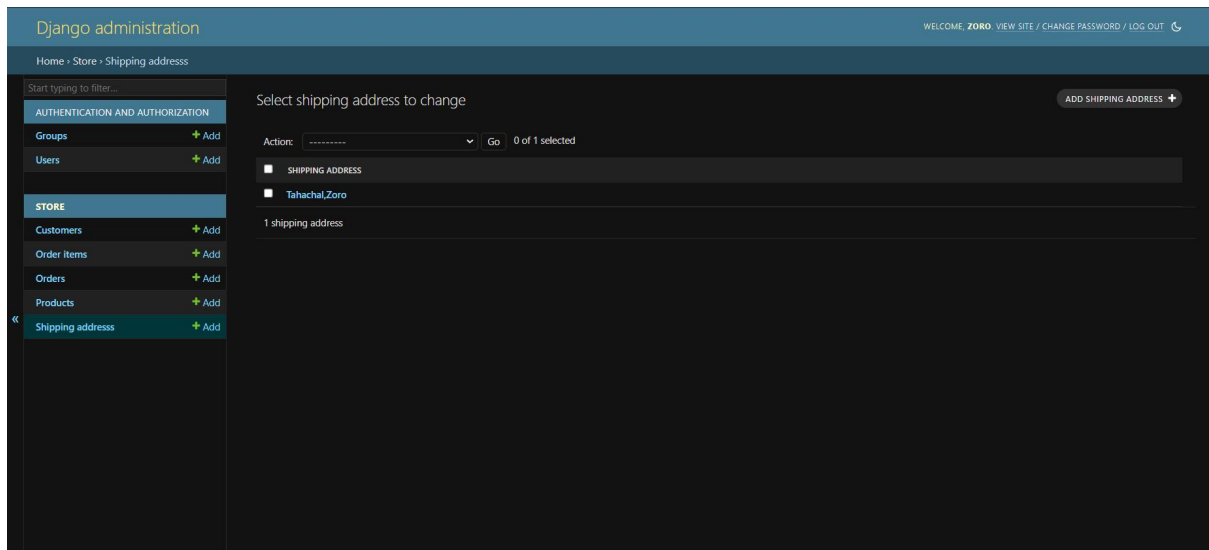 Django administration
WELCOME, ZORO. VIEW SITE / CHANGE PASSWORD / LOG OUT
Home › Store › Shipping addresss
Start typing to filter...
AUTHENTICATION AND AUTHORIZATION
Groups + Add
Users + Add
STORE
Customers + Add
Order items + Add
Orders + Add
Products + Add
«
Shipping addresss + Add
Select shipping address to change
ADD SHIPPING ADDRESS +
Action: --------- Go 0 of 1 selected
SHIPPING ADDRESS
Tahachal,Zoro
1 shipping address